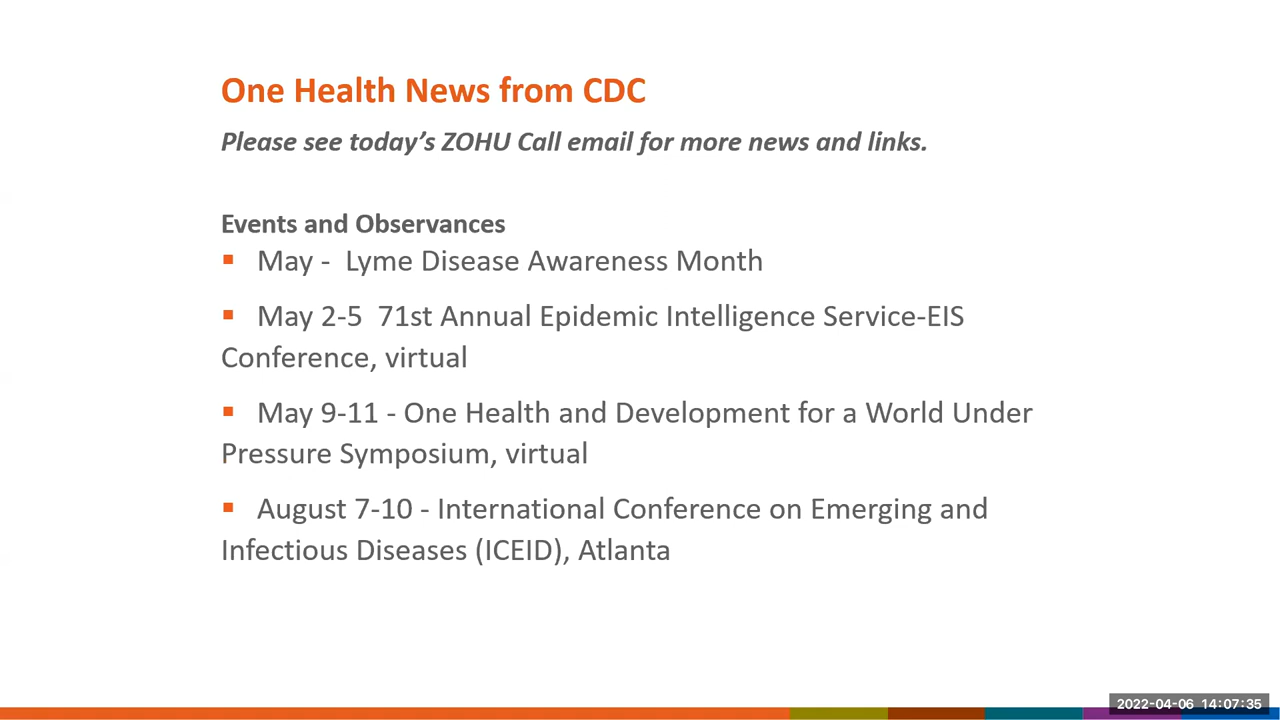 One Health News from CDC
Please see today’s ZOHU Call email for more news and links.
Events and Observances
▪ May - Lyme Disease Awareness Month
▪ May 2-5 71st Annual Epidemic Intelligence Service-EIS
Conference, virtual
▪ May 9-11 - One Health and Development for a World Under
Pressure Symposium, virtual
▪ August 7-10 - International Conference on Emerging and
Infectious Diseases (ICEID), Atlanta
2022-04-06 14:07:35